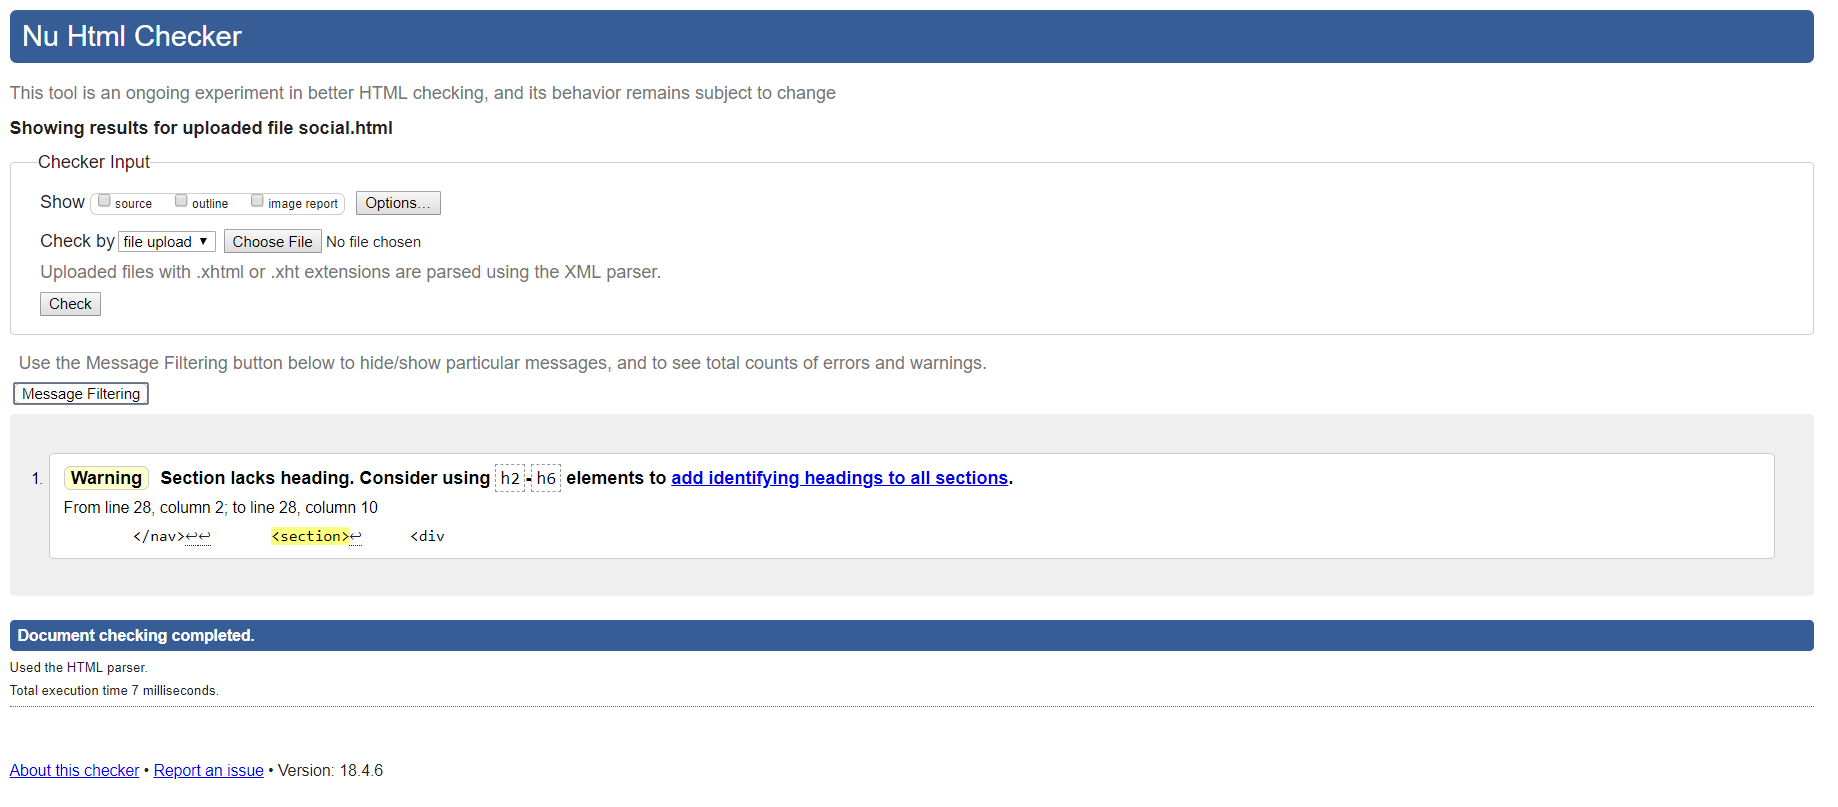 Nu Html Checker
This tool is an ongoing experiment in better HTML checking, and its behavior remains subject to change
Showing results for uploaded file social.html
Checker Input
Show source outline image report Options...
Check by file upload ▼ Choose File No file chosen
Uploaded files with .xhtml or .xht extensions are parsed using the XML parser.
Check
Use the Message Filtering button below to hide/show particular messages, and to see total counts of errors and warnings.
Message Filtering
1. Warning Section lacks heading. Consider using h2-h6 elements to add identifying headings to all sections.
From line 28, column 2; to line 28, column 10
</nav>↩↩ <section>↩ <div
Document checking completed.
Used the HTML parser.
Total execution time 7 milliseconds.
About this checker • Report an issue • Version: 18.4.6